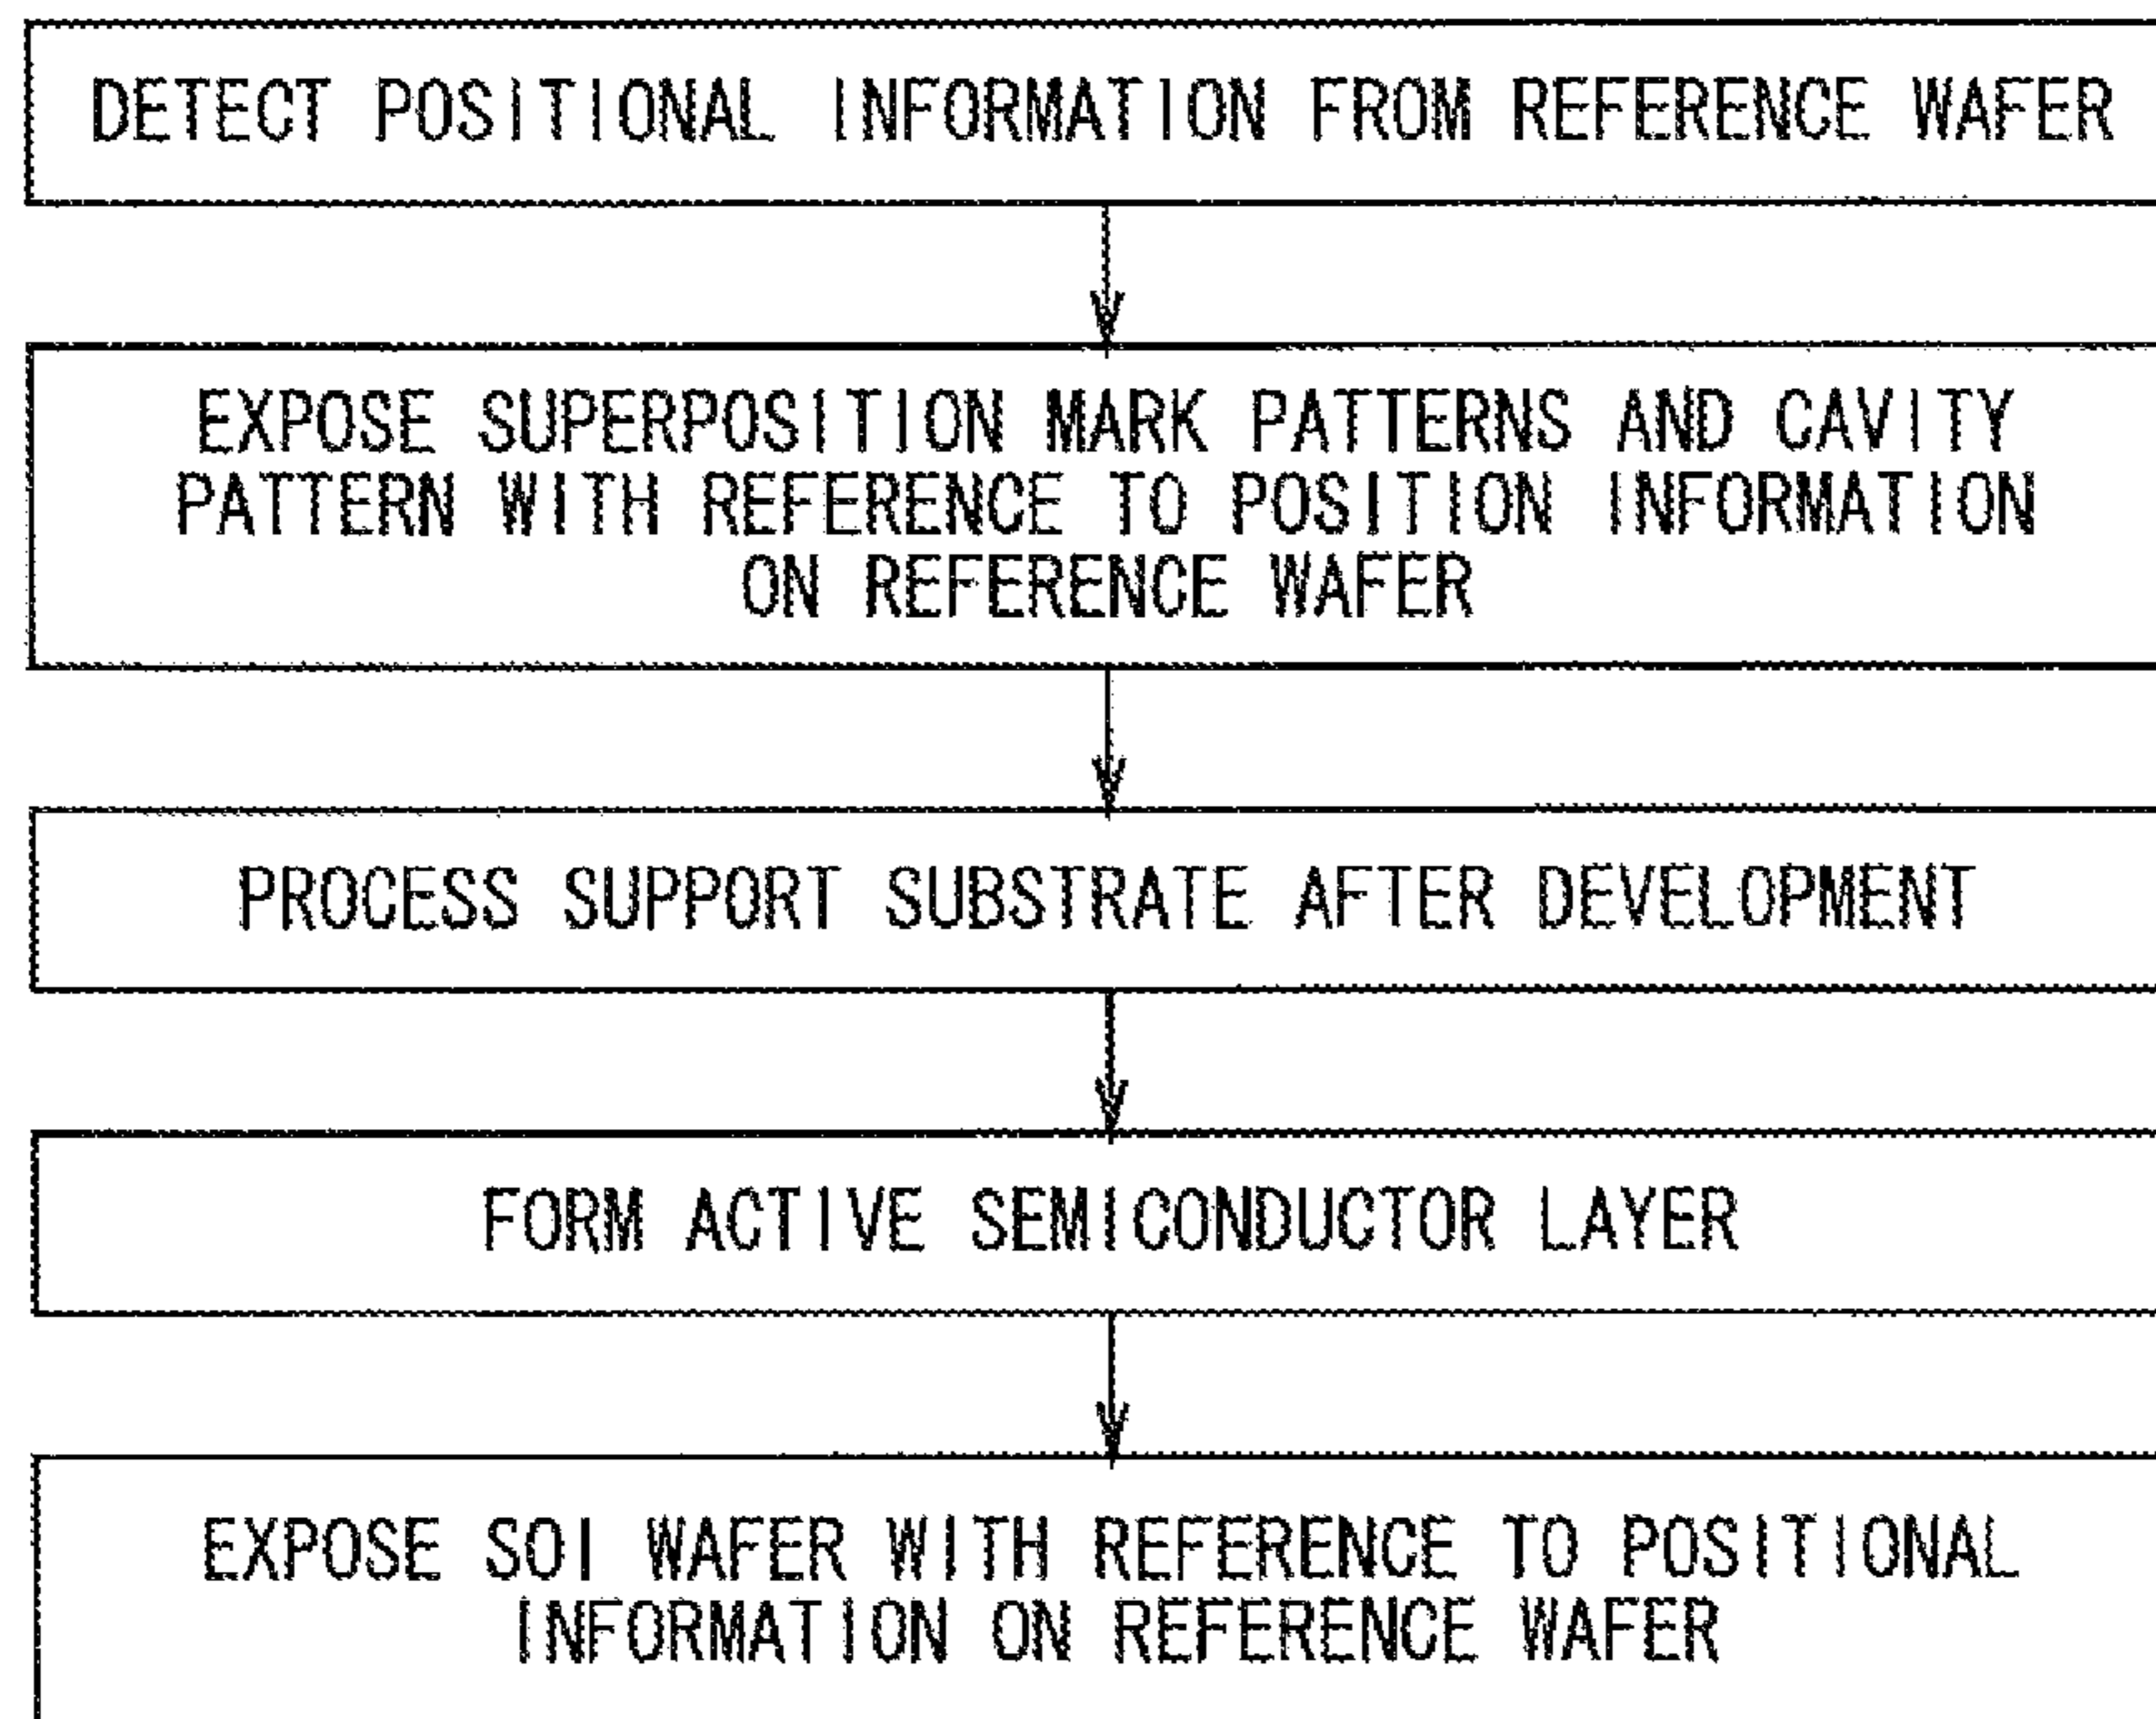 DETECT POSITIONAL INFORMATION FROM REFERENCE WAFER
EXPOSE SUPERPOSITION MARK PATTERNS AND CAVITY
PATTERN WITH REFERENCE TO POSITION INFORMATION
ON REFERENCE WAFER
PROCESS SUPPORT SUBSTRATE AFTER DEVELOPMENT
FORM ACTIVE SEMICONDUCTOR LAYER
EXPOSE SOI WAFER WITH REFERENCE TO POSITIONAL
INFORMATION ON REFERENCE WAFER